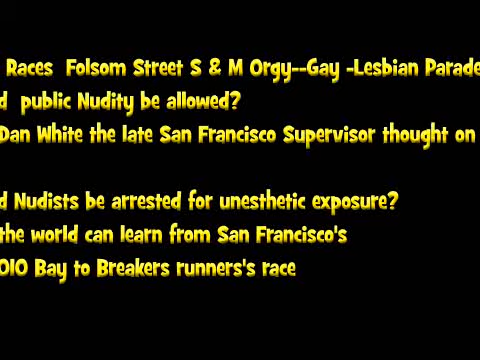 Races Folsom Street S & M Orgy--Gay -Lesbian Parade
d public Nudity be allowed?
Dan White the late San Francisco Supervisor thought on
d Nudists be arrested for unesthetic exposure?
the world can learn from San Francisco's
010 Bay to Breakers runners's race